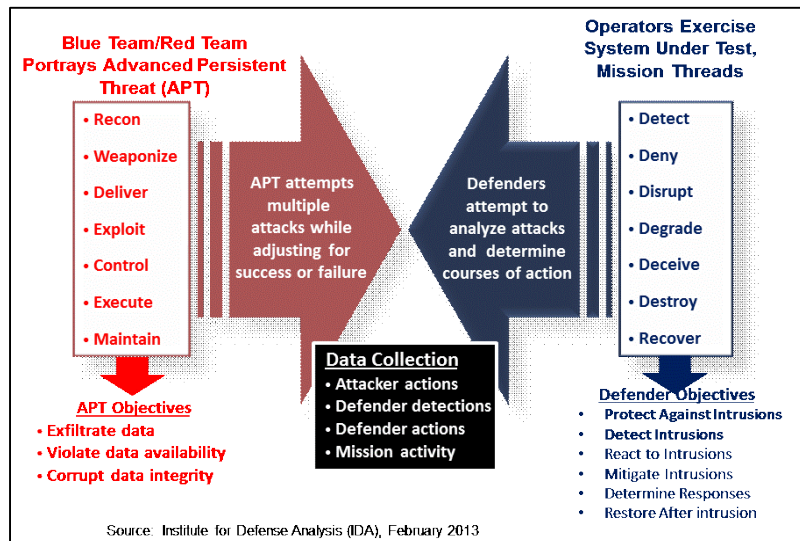 Blue Team/Red Team
Portrays Advanced Persistent
Threat (APT)
• Recon
• Weaponize
• Deliver
• Exploit
• Control
• Execute
• Maintain
APT Objectives
• Exfiltrate data
• Violate data availability
• Corrupt data integrity
APT attempts
multiple
attacks while
adjusting for
success or failure
Defenders
attempt to
analyze attacks
and determine
courses of action
Data Collection
• Attacker actions
• Defender detections
• Defender actions
• Mission activity
Operators Exercise
System Under Test,
Mission Threads
• Detect
• Deny
• Disrupt
• Degrade
• Deceive
• Destroy
• Recover
Defender Objectives
• Protect Against Intrusions
• Detect Intrusions
• React to Intrusions
• Mitigate Intrusions
• Determine Responses
• Restore After intrusion
Source: Institute for Defense Analysis (IDA), February 2013